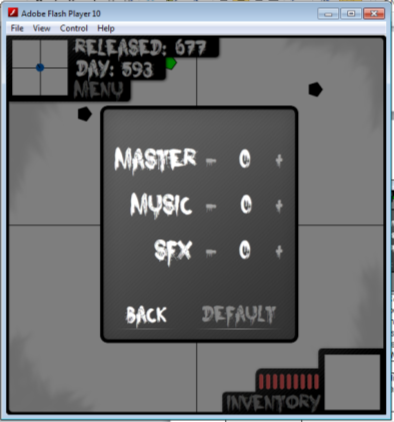 Adobe Flash Player 10
File View Control Help
RELEASED: 677
DAY: 593
MENU
MASTER - 0 +
MUSIC - 0 +
SFX - 0 +
BACK DEFAULT
INVENTORY